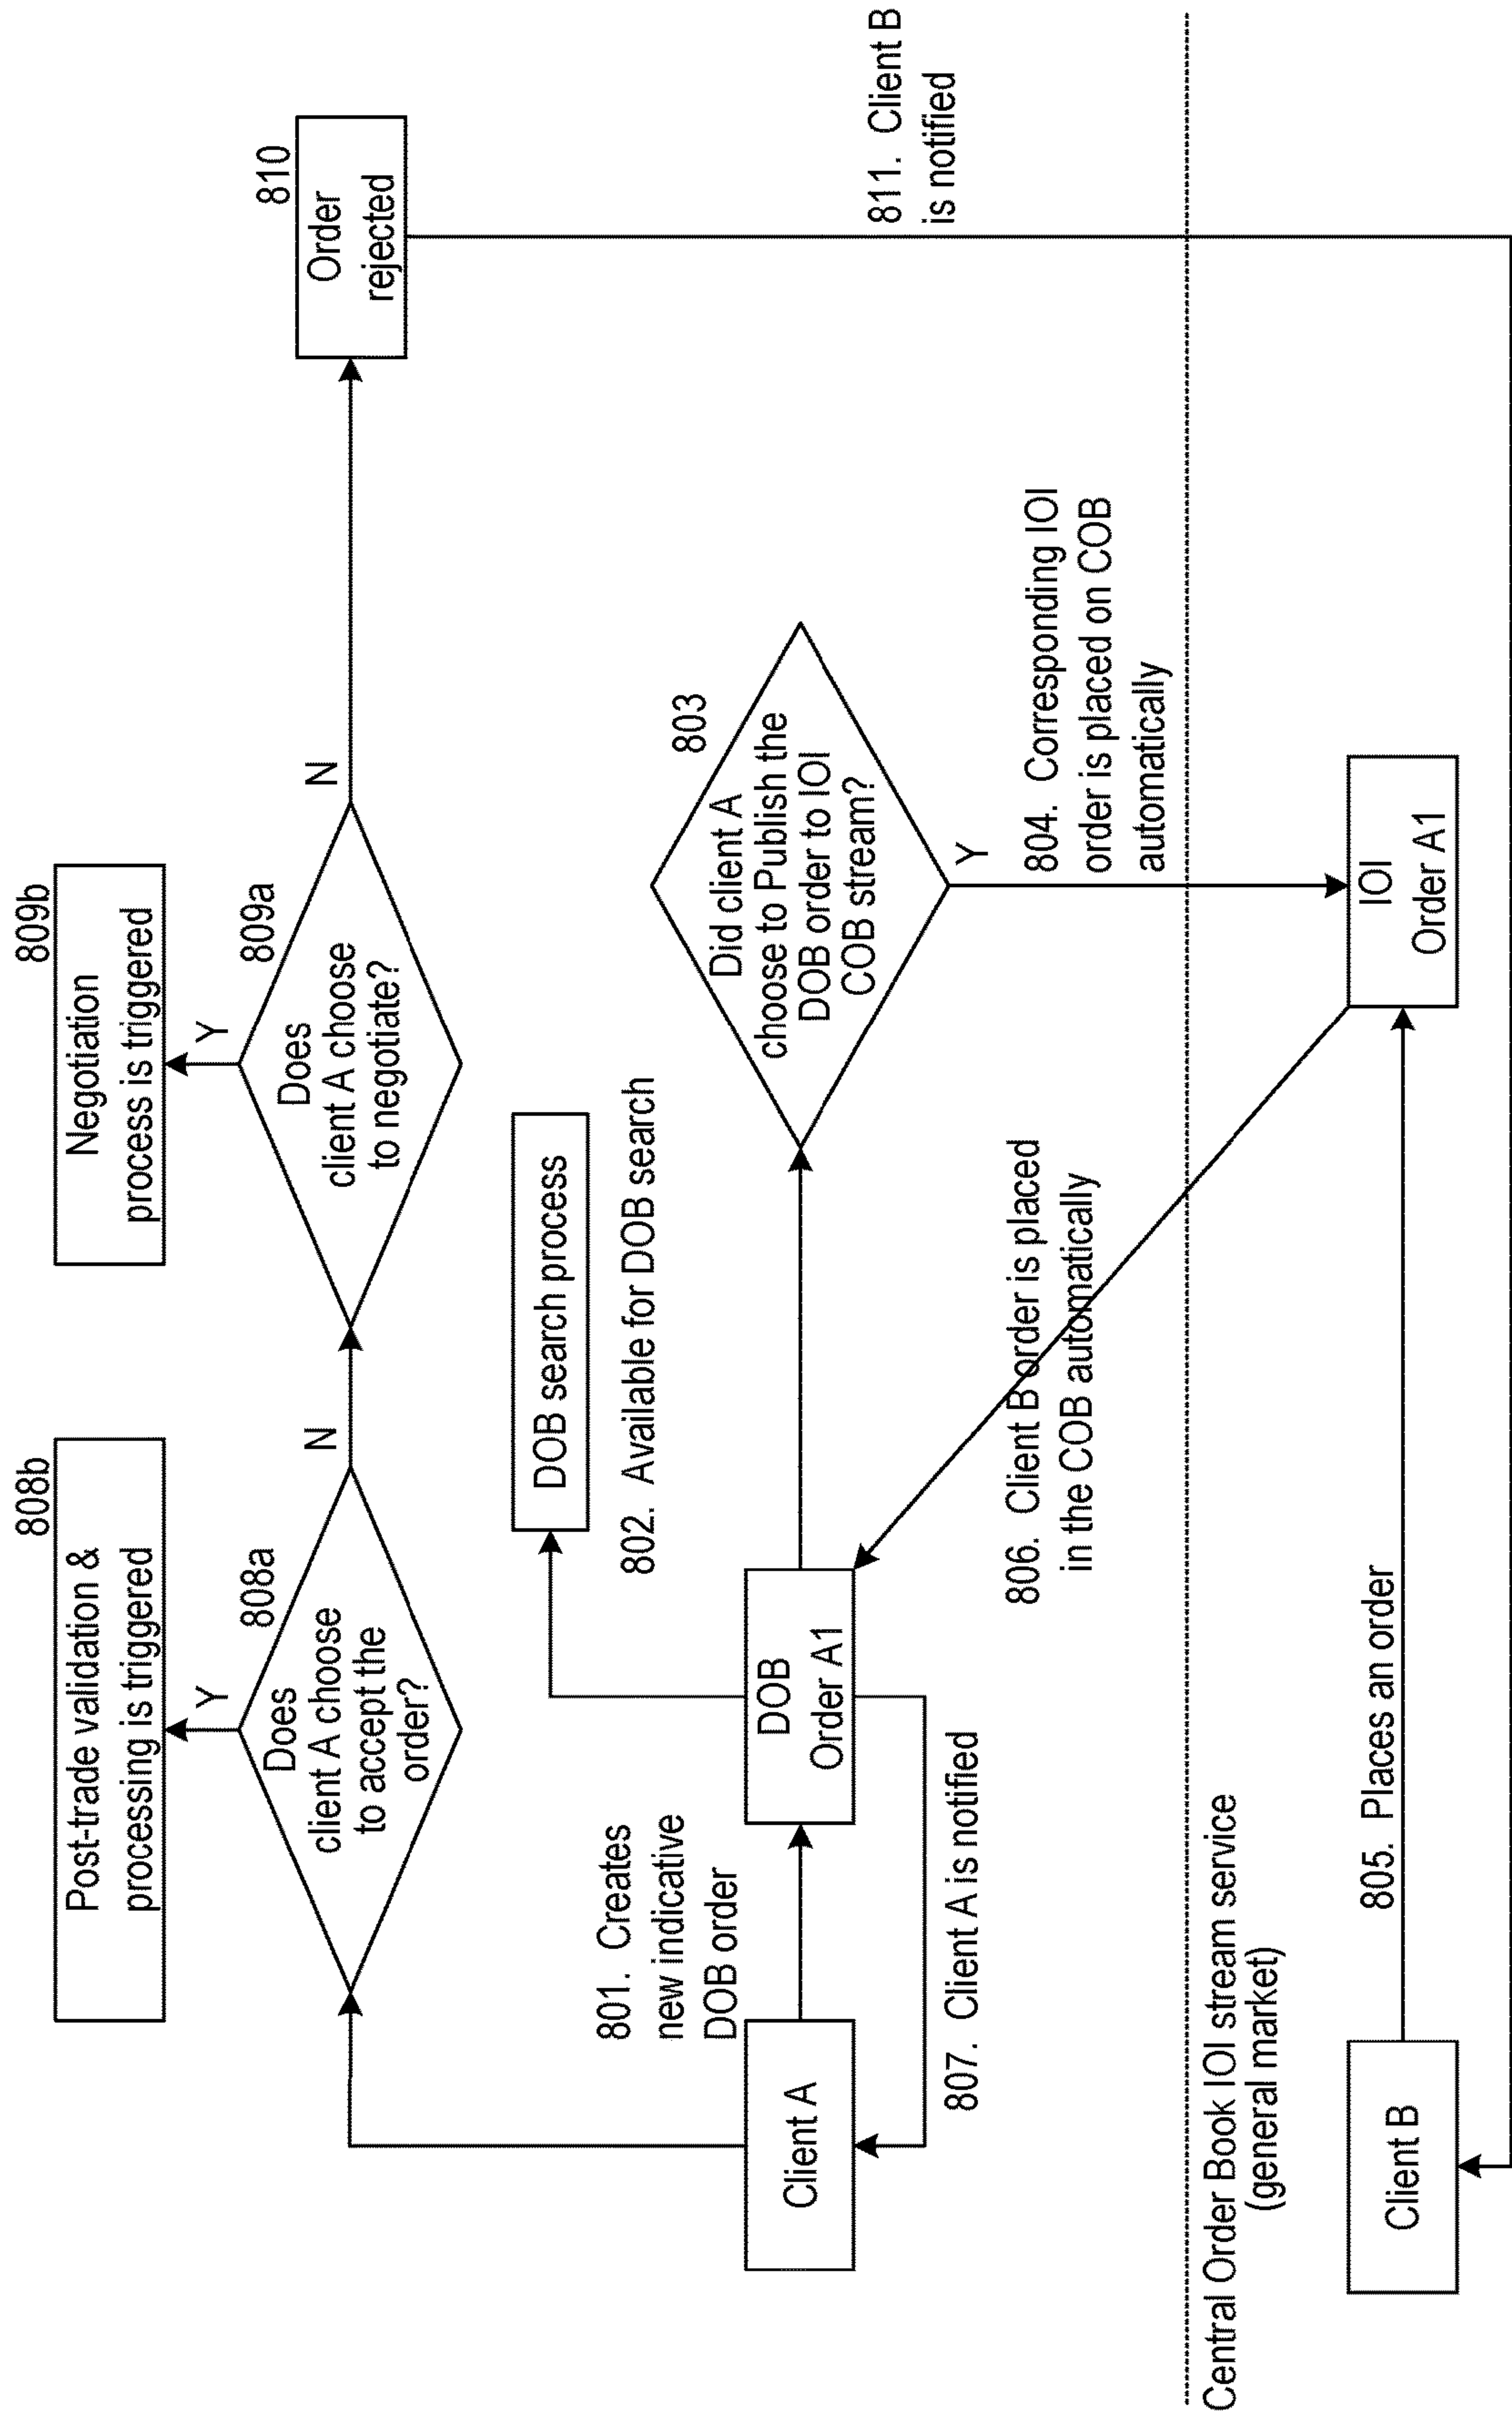 808b
Post-trade validation &
processing is triggered
Y
808a
Does
client A choose
to accept the
order?
N
809b
Negotiation
process is triggered
Y
809a
Does
client A choose
to negotiate?
N
810
Order
rejected
DOB search process
802. Available for DOB search
801. Creates
new indicative
DOB order
Client A
DOB
Order A1
803
Did client A
choose to Publish the
DOB order to IOI
COB stream?
Y
807. Client A is notified
806. Client B order is placed
in the COB automatically
804. Corresponding IOI
order is placed on COB
automatically
811. Client B
is notified
Central Order Book IOI stream service
(general market)
Client B
805. Places an order
IOI
Order A1